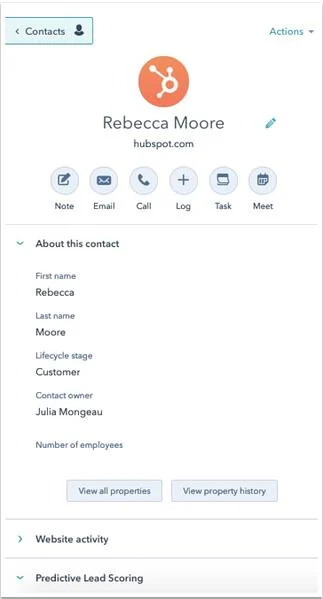 Contacts
Actions
Rebecca Moore
hubspot.com
Note Email Call Log Task Meet
About this contact
First name
Rebecca
Last name
Moore
Lifecycle stage
Customer
Contact owner
Julia Mongeau
Number of employees
View all properties View property history
Website activity
Predictive Lead Scoring